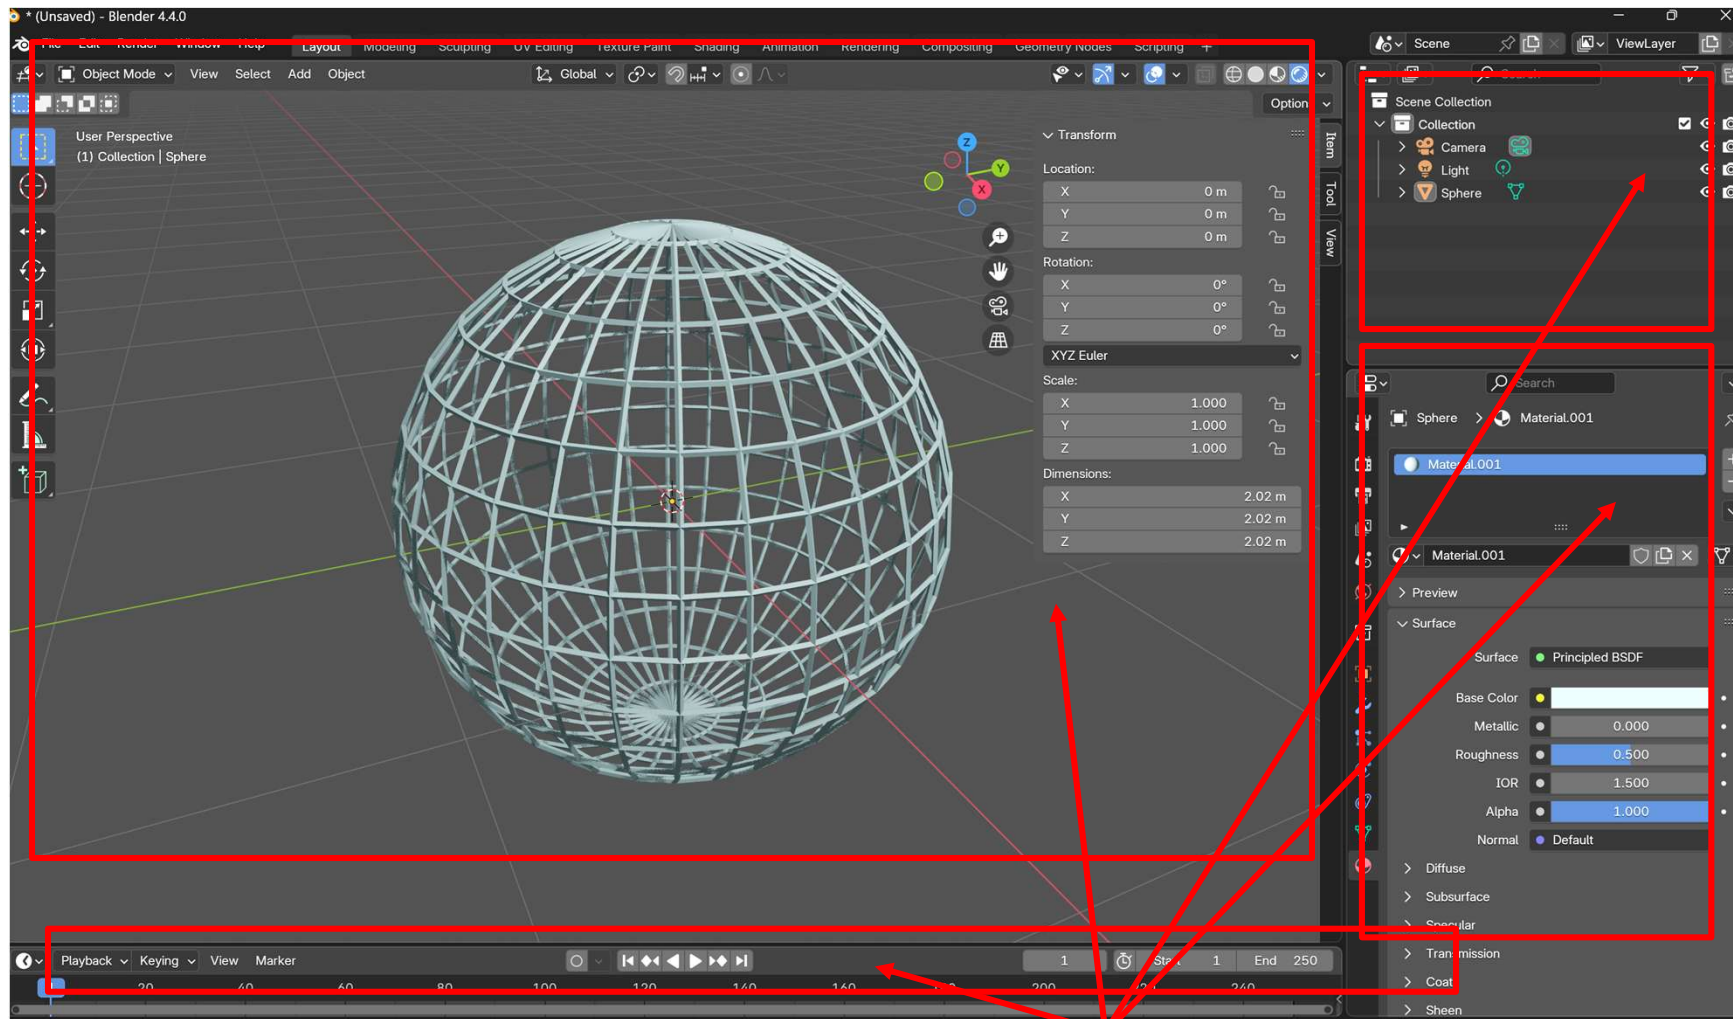 * (Unsaved) - Blender 4.4.0
File Edit Render Window Help Layout Modeling Sculpting UV Editing Texture Paint Shading Animation Rendering Compositing Geometry Nodes Scripting +
Scene ViewLayer
Object Mode View Select Add Object Global
Option
User Perspective
(1) Collection | Sphere
Z
Y
X
Transform
Location:
X 0 m
Y 0 m
Z 0 m
Rotation:
X 0°
Y 0°
Z 0°
XYZ Euler
Scale:
X 1.000
Y 1.000
Z 1.000
Dimensions:
X 2.02 m
Y 2.02 m
Z 2.02 m
Item
Tool
View
Scene Collection
Collection
Camera
Light
Sphere
Search
Sphere > Material.001
Material.001
Material.001
Preview
Surface
Surface Principled BSDF
Base Color
Metallic 0.000
Roughness 0.500
IOR 1.500
Alpha 1.000
Normal Default
Diffuse
Subsurface
Specular
Transmission
Coat
Sheen
Playback Keying View Marker 1 Start 1 End 250
20 40 60 80 100 120 140 160 200 240